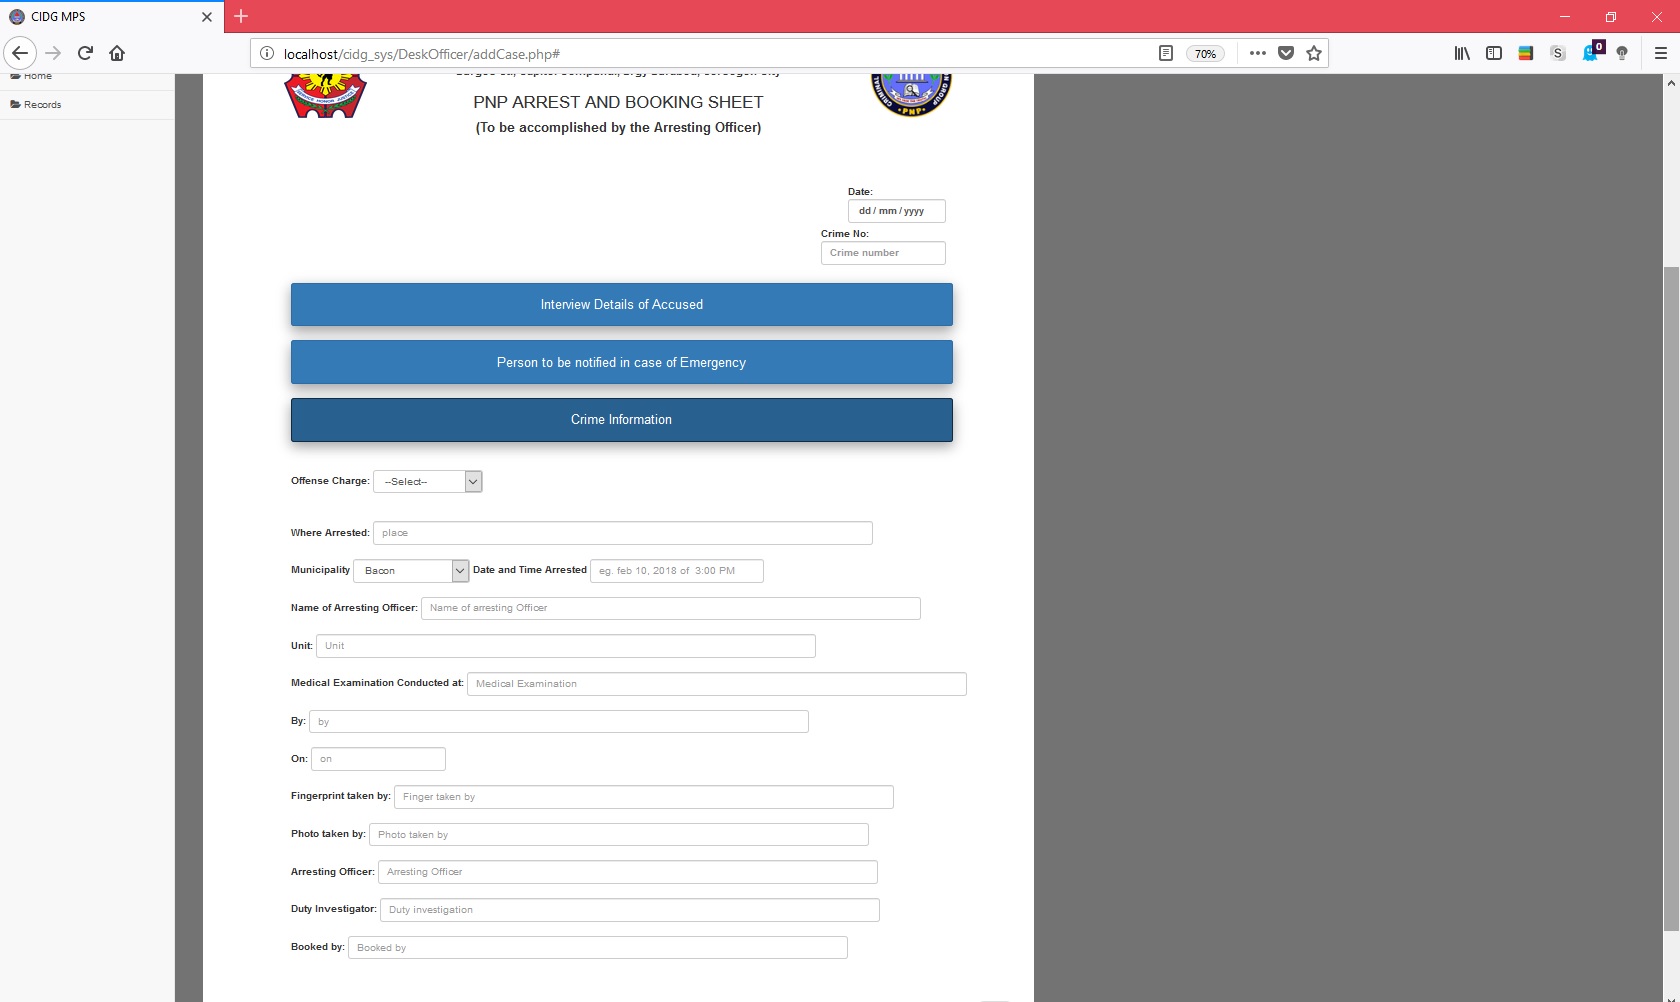 CIDG MPS
localhost/cidg_sys/DeskOfficer/addCase.php#
70%
S
0
Home
Records
SERVICE HONOR JUSTICE
PNP
PNP ARREST AND BOOKING SHEET
(To be accomplished by the Arresting Officer)
Date:
dd / mm / yyyy
Crime No:
Crime number
Interview Details of Accused
Person to be notified in case of Emergency
Crime Information
Offense Charge: --Select--
Where Arrested: place
Municipality Bacon Date and Time Arrested eg. feb 10, 2018 of 3:00 PM
Name of Arresting Officer: Name of arresting Officer
Unit: Unit
Medical Examination Conducted at: Medical Examination
By: by
On: on
Fingerprint taken by: Finger taken by
Photo taken by: Photo taken by
Arresting Officer: Arresting Officer
Duty Investigator: Duty investigation
Booked by: Booked by